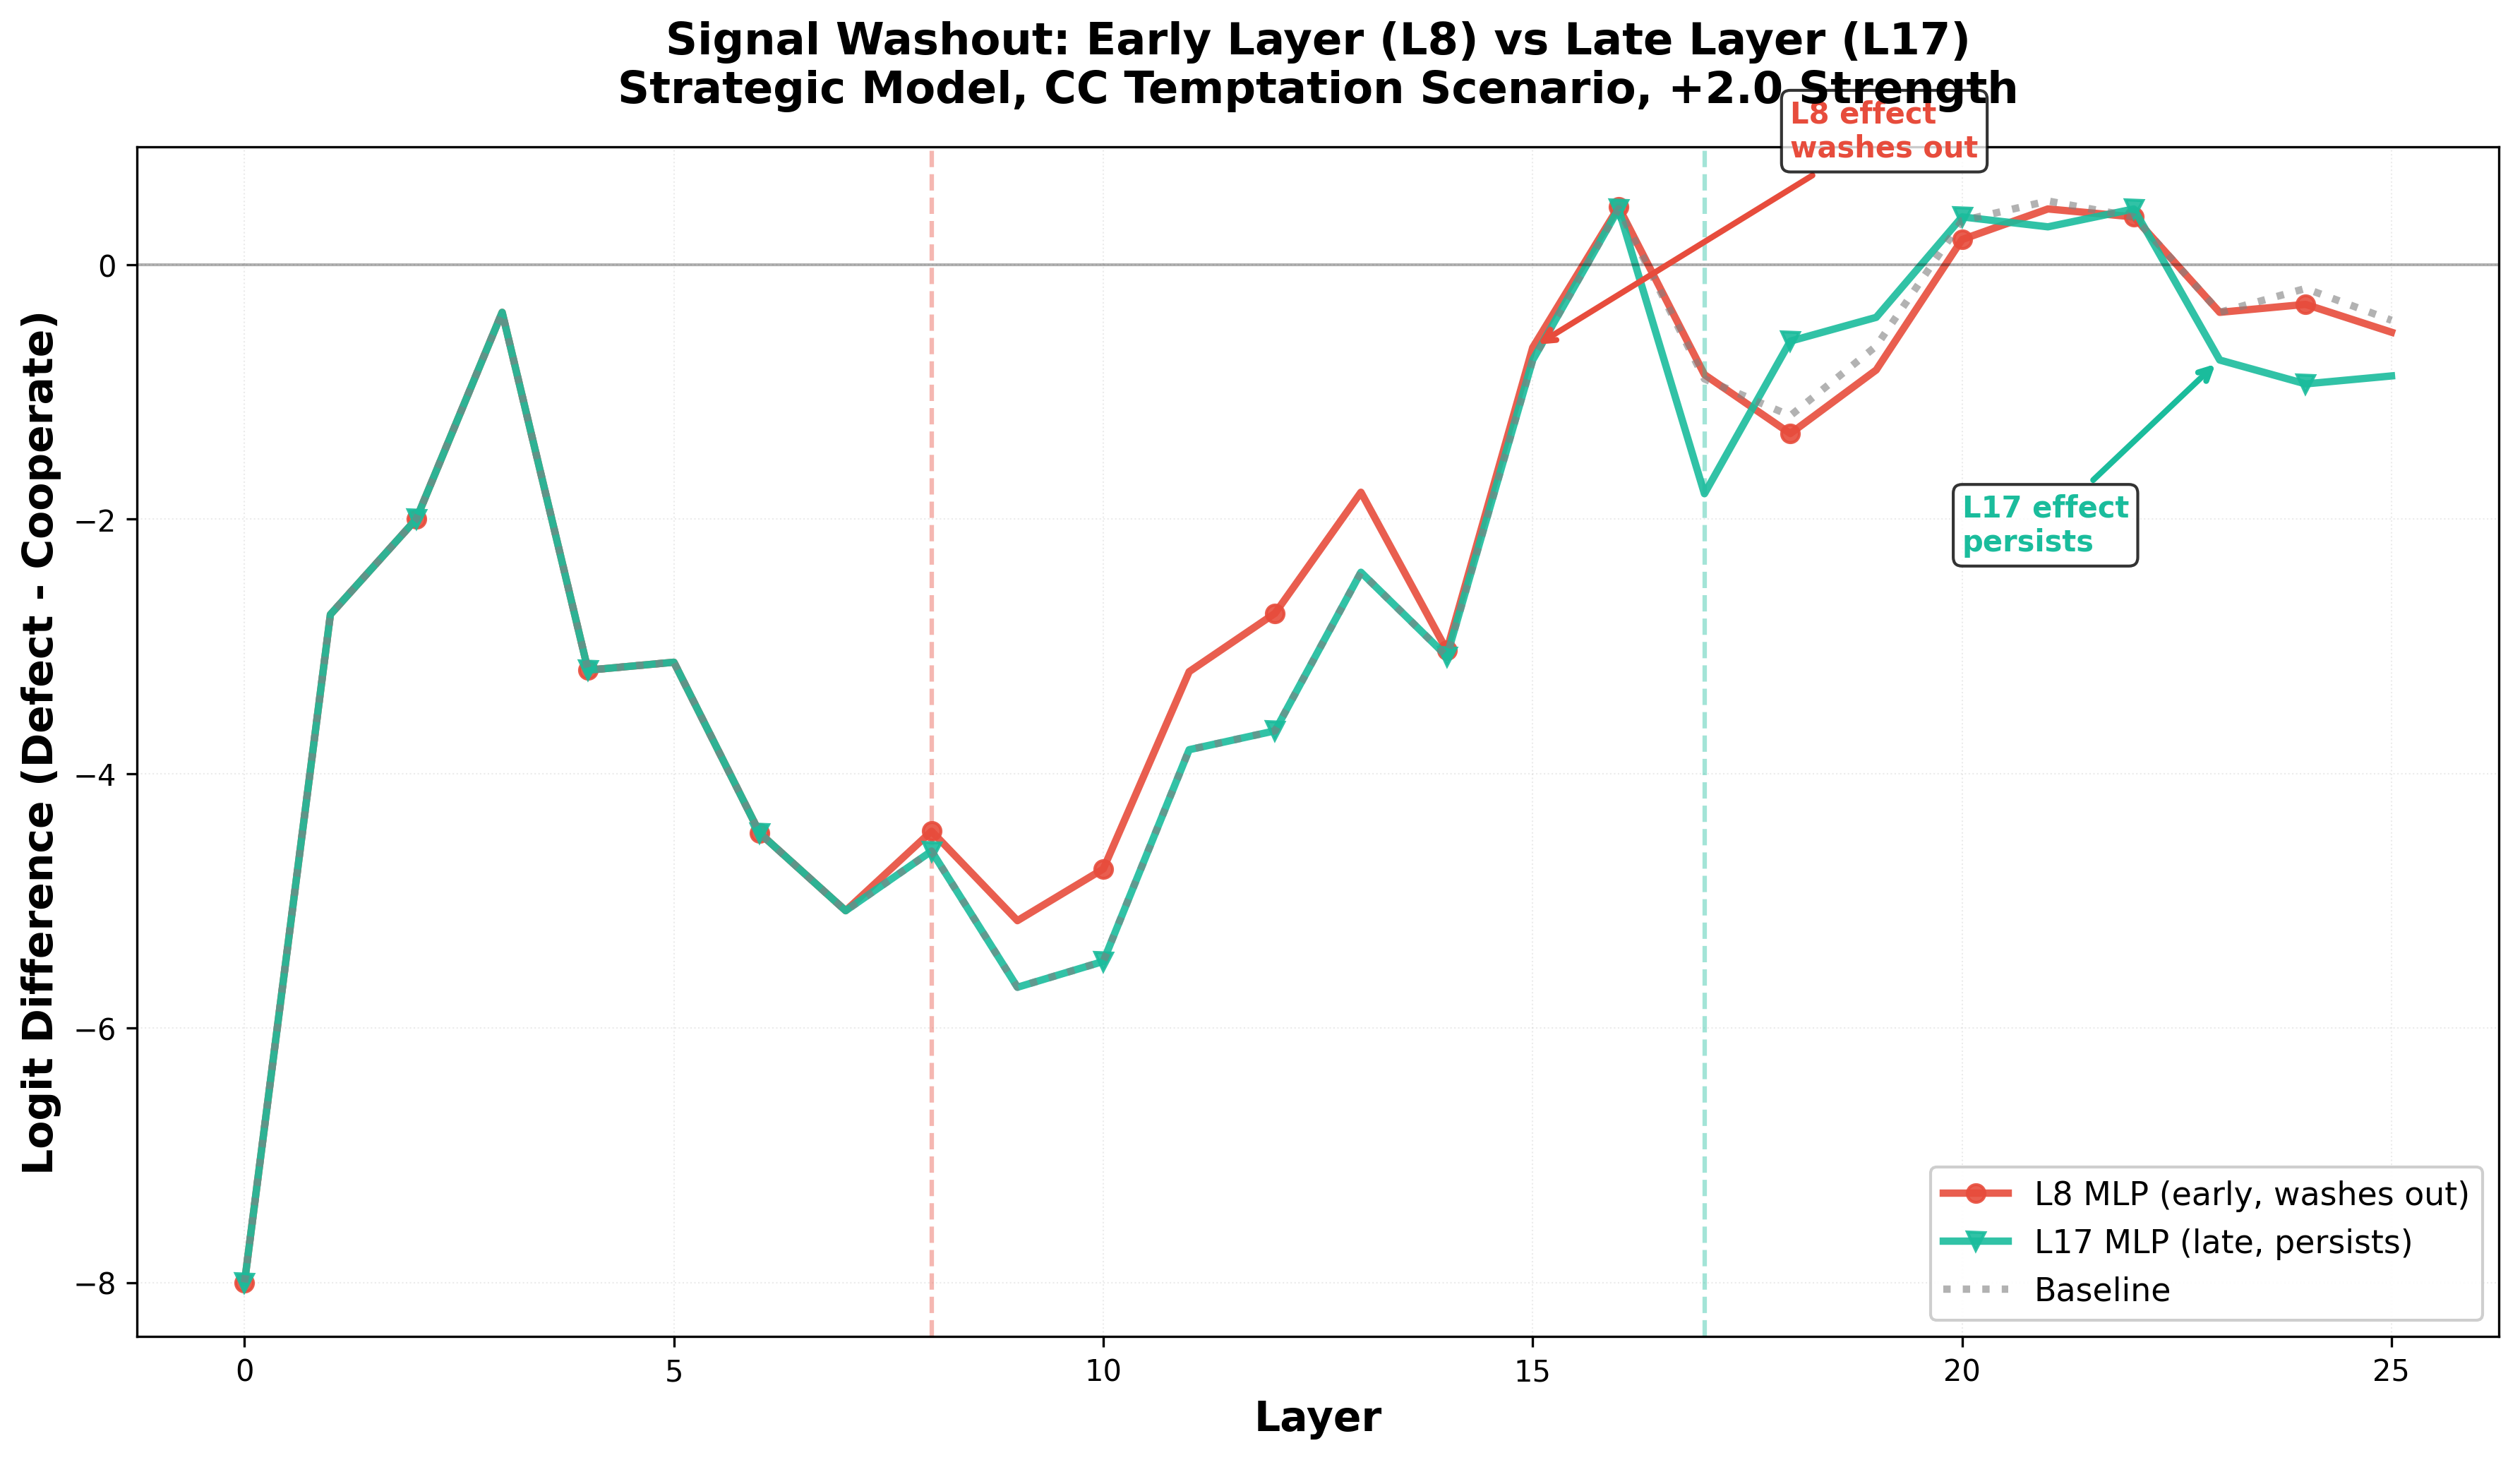 Signal Washout: Early Layer (L8) vs Late Layer (L17)
Strategic Model, CC Temptation Scenario, +2.0 Strength
L8 effect
washes out
L17 effect
persists
Logit Difference (Defect - Cooperate)
0
−2
−4
−6
−8
0
5
10
15
20
25
Layer
L8 MLP (early, washes out)
L17 MLP (late, persists)
Baseline